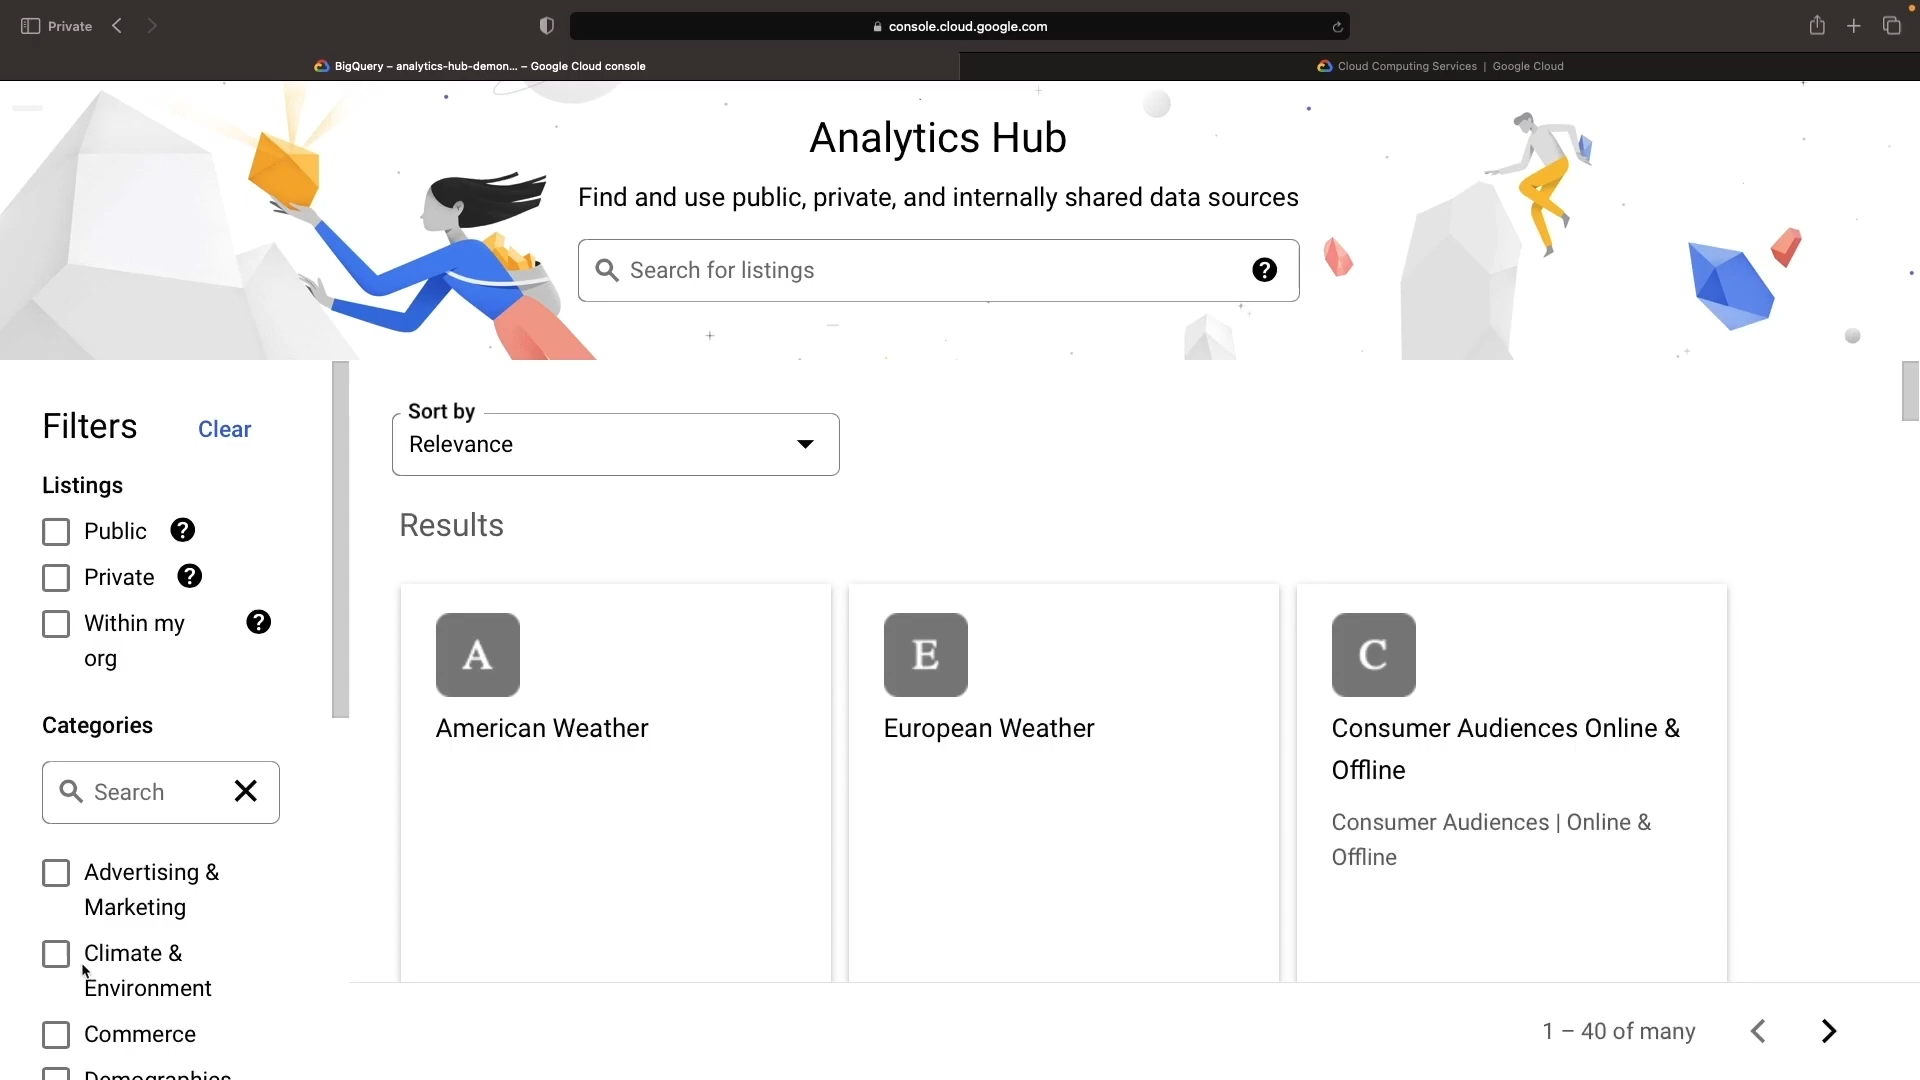 Private
console.cloud.google.com
BigQuery – analytics-hub-demon... – Google Cloud console
Cloud Computing Services | Google Cloud
Analytics Hub
Find and use public, private, and internally shared data sources
Search for listings
Filters
Clear
Listings
Public
Private
Within my
org
Categories
Search
Advertising &
Marketing
Climate &
Environment
Commerce
Demographics
Sort by
Relevance
Results
A
American Weather
E
European Weather
C
Consumer Audiences Online &
Offline
Consumer Audiences | Online &
Offline
1 – 40 of many